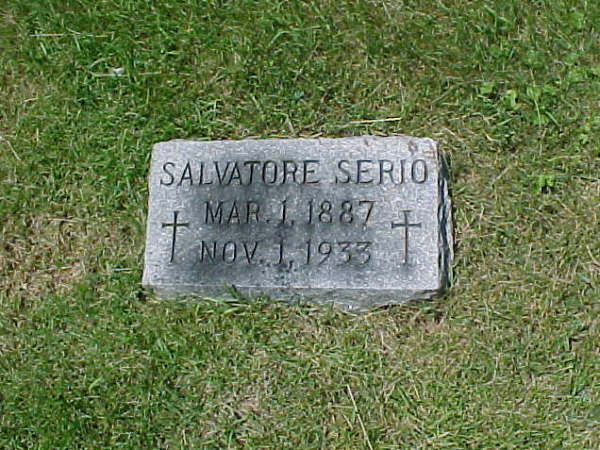 SALVATORE SERIO
MAR. 1, 1887
NOV. 1, 1933